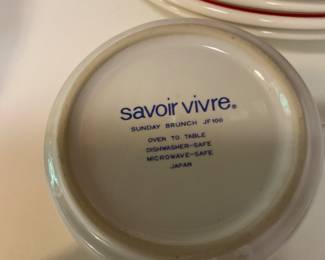 savoir vivre®
SUNDAY BRUNCH JF100
OVEN TO TABLE
DISHWASHER-SAFE
MICROWAVE-SAFE
JAPAN